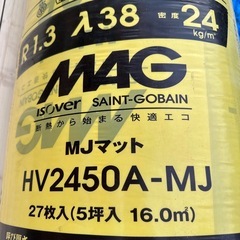 R1.3 λ38 密度 24 kg/m³
MAG
ISOVER SAINT-GOBAIN
断熱から始まる快適エコ
MJマット
HV2450A-MJ
27枚入(5坪入 16.0㎡)